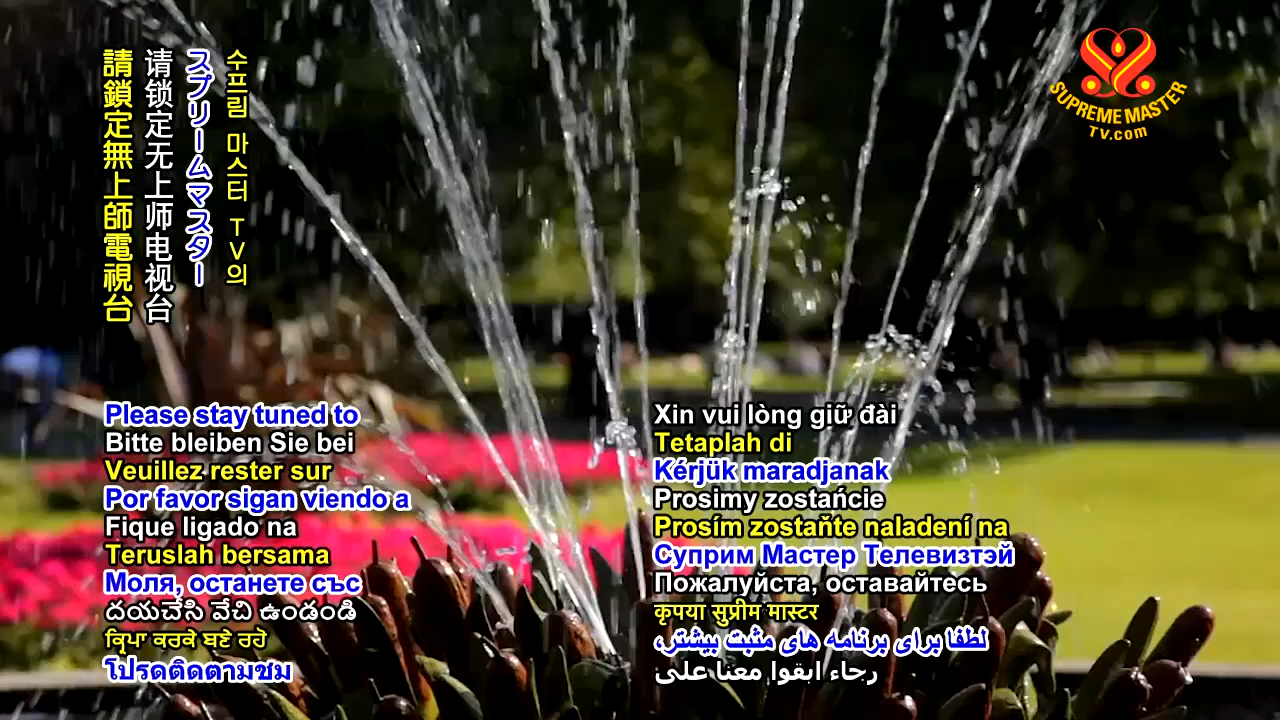 請鎖定無上師電視台
请锁定无上师电视台
スプリームマスター
수프림 마스터 TV의
SUPREME MASTER
TV.com
Please stay tuned to
Bitte bleiben Sie bei
Veuillez rester sur
Por favor sigan viendo a
Fique ligado na
Teruslah bersama
Моля, останете със
దయచేసి వేచి ఉండండి
ਕ੍ਰਿਪਾ ਕਰਕੇ ਬਣੇ ਰਹੋ
โปรดติดตามชม
Xin vui lòng giữ đài
Tetaplah di
Kérjük maradjanak
Prosimy zostańcie
Prosím zostaňte naladení na
Суприм Мастер Телевизтэй
Пожалуйста, оставайтесь
कृपया सुप्रीम मास्टर
لطفا برای برنامه های مثبت بیشتر،
رجاء ابقوا معنا على